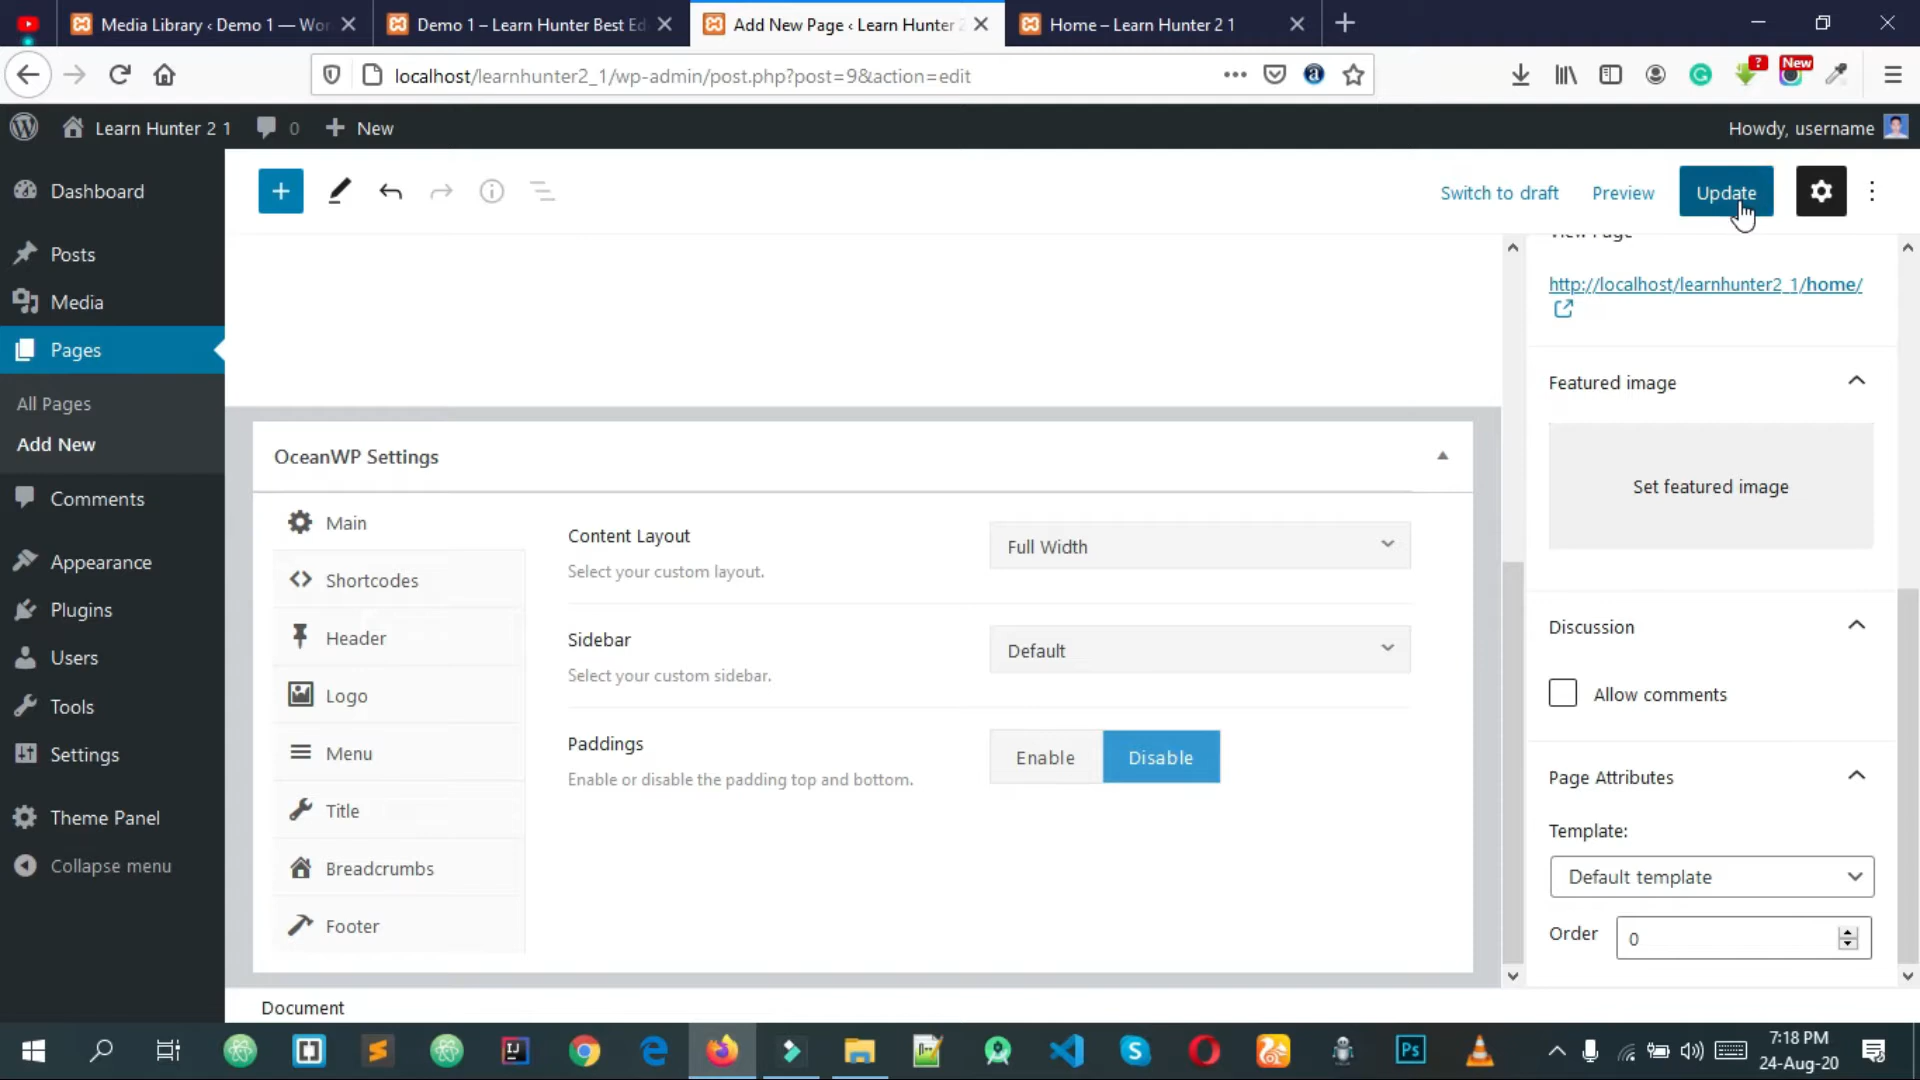 Media Library ‹ Demo 1 — Wor
Demo 1 – Learn Hunter Best Ed
Add New Page ‹ Learn Hunter 2
Home – Learn Hunter 2 1
localhost/learnhunter2_1/wp-admin/post.php?post=9&action=edit
?
New
Learn Hunter 2 1
0
New
Howdy, username
Dashboard
Posts
Media
Pages
All Pages
Add New
Comments
Appearance
Plugins
Users
Tools
Settings
Theme Panel
Collapse menu
Switch to draft
Preview
Update
OceanWP Settings
Main
Shortcodes
Header
Logo
Menu
Title
Breadcrumbs
Footer
Content Layout
Select your custom layout.
Full Width
Sidebar
Select your custom sidebar.
Default
Paddings
Enable or disable the padding top and bottom.
Enable
Disable
Document
View Page
http://localhost/learnhunter2_1/home/
Featured image
Set featured image
Discussion
Allow comments
Page Attributes
Template:
Default template
Order
0
Ps
7:18 PM
24-Aug-20